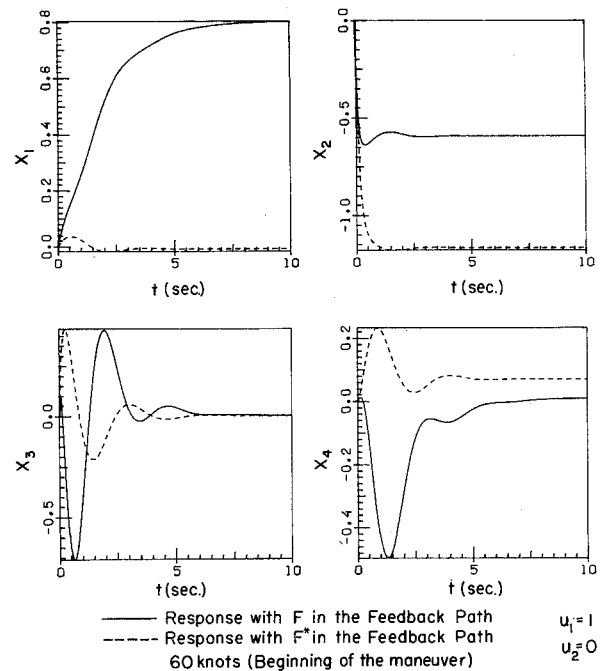 0.8
0.6
0.4
0.2
0.0
X₁
0 5 10
t (sec.)
0.0
-0.5
-1.0
X₂
0 5 10
t (sec.)
0.0
-0.5
X₃
0 5 10
t (sec.)
0.2
0.0
-0.2
-0.4
X₄
0 5 10
t (sec.)
Response with F in the Feedback Path
Response with F* in the Feedback Path
60 knots (Beginning of the maneuver)
u₁=1
u₂=0